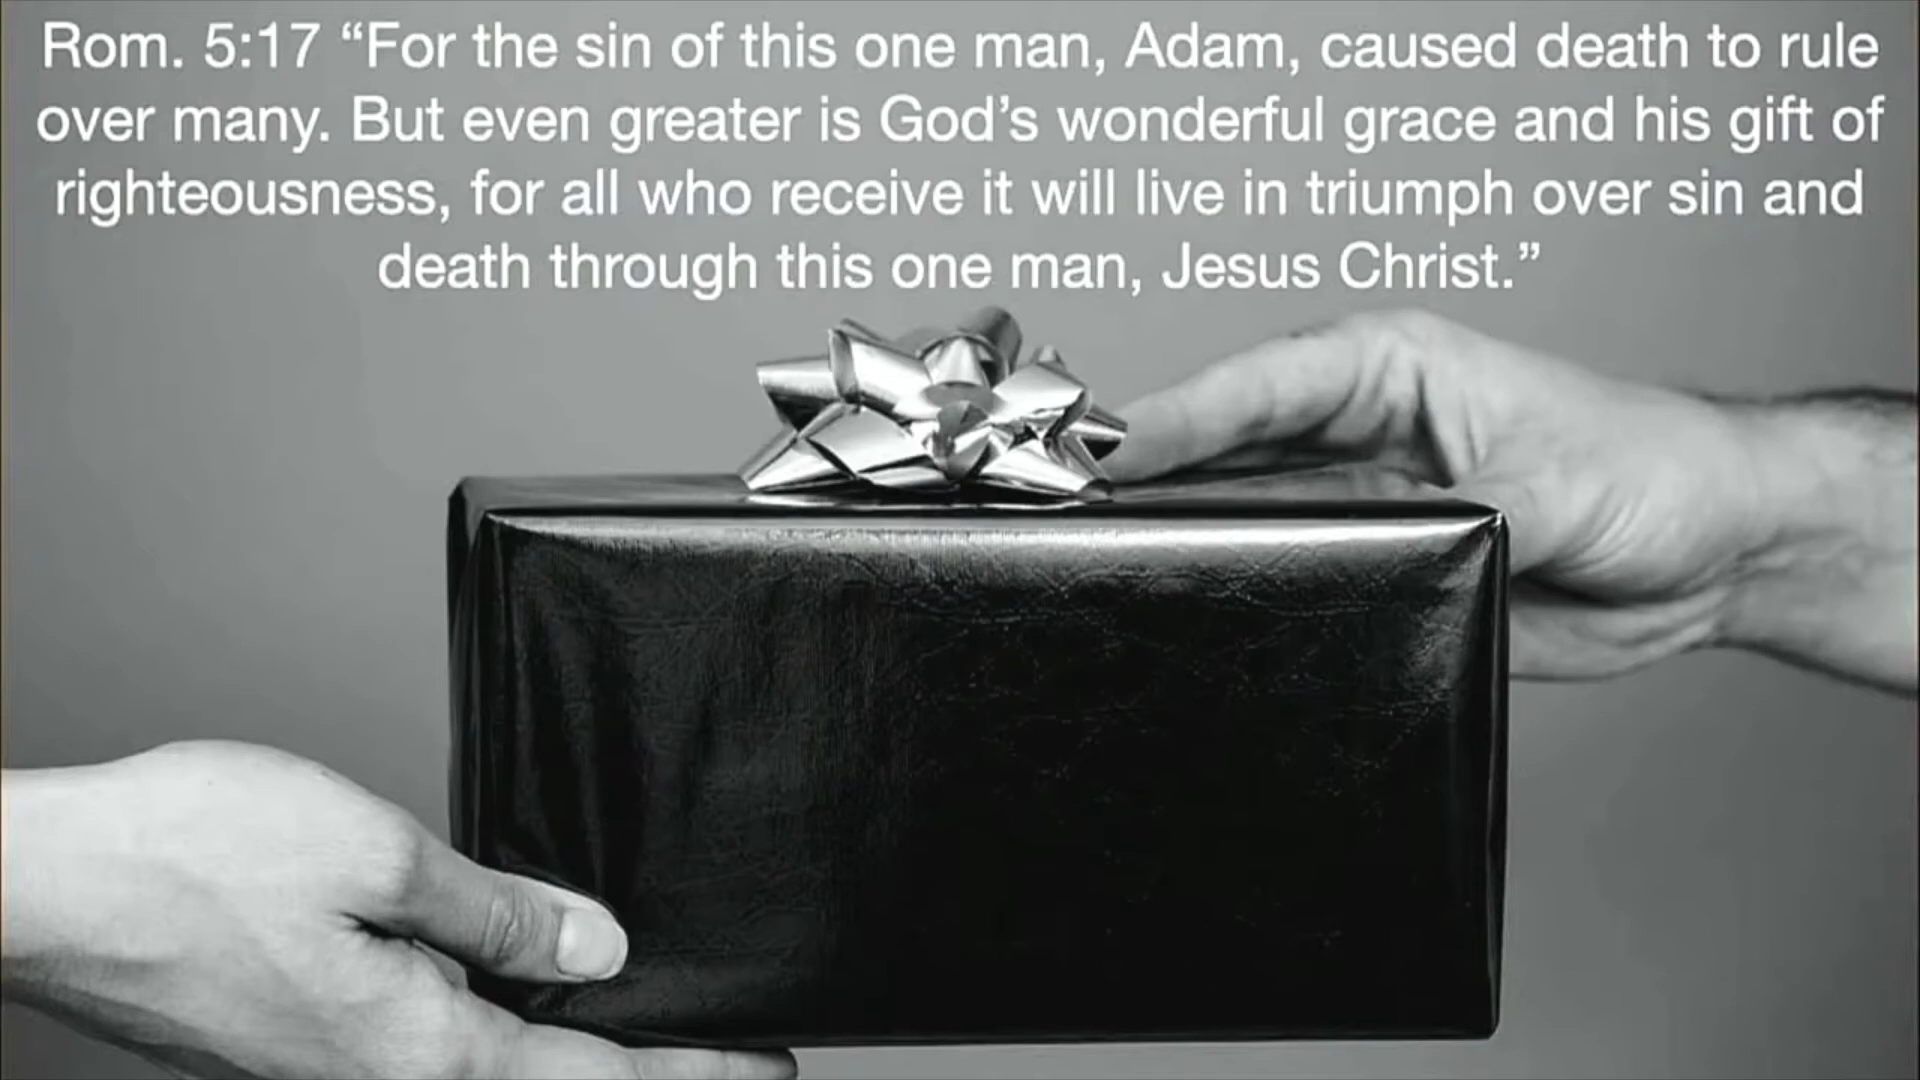 Rom. 5:17 “For the sin of this one man, Adam, caused death to rule
over many. But even greater is God’s wonderful grace and his gift of
righteousness, for all who receive it will live in triumph over sin and
death through this one man, Jesus Christ.”